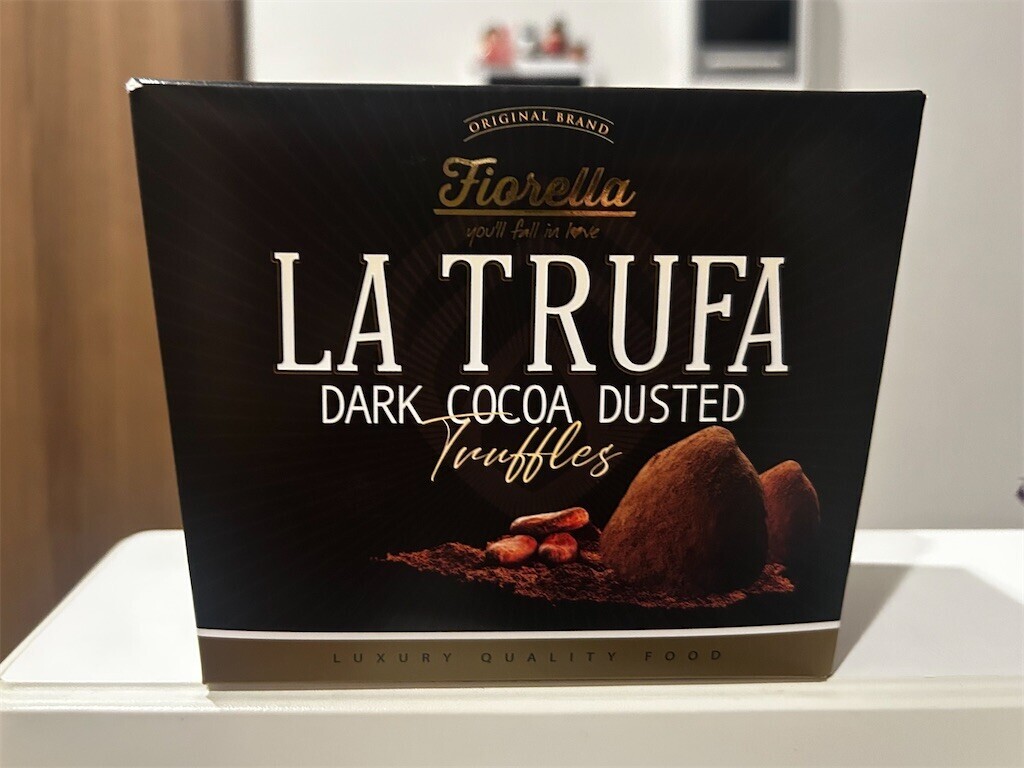 ORIGINAL BRAND
Fiorella
you'll fall in love
LA TRUFA
DARK COCOA DUSTED
Truffles
LUXURY QUALITY FOOD